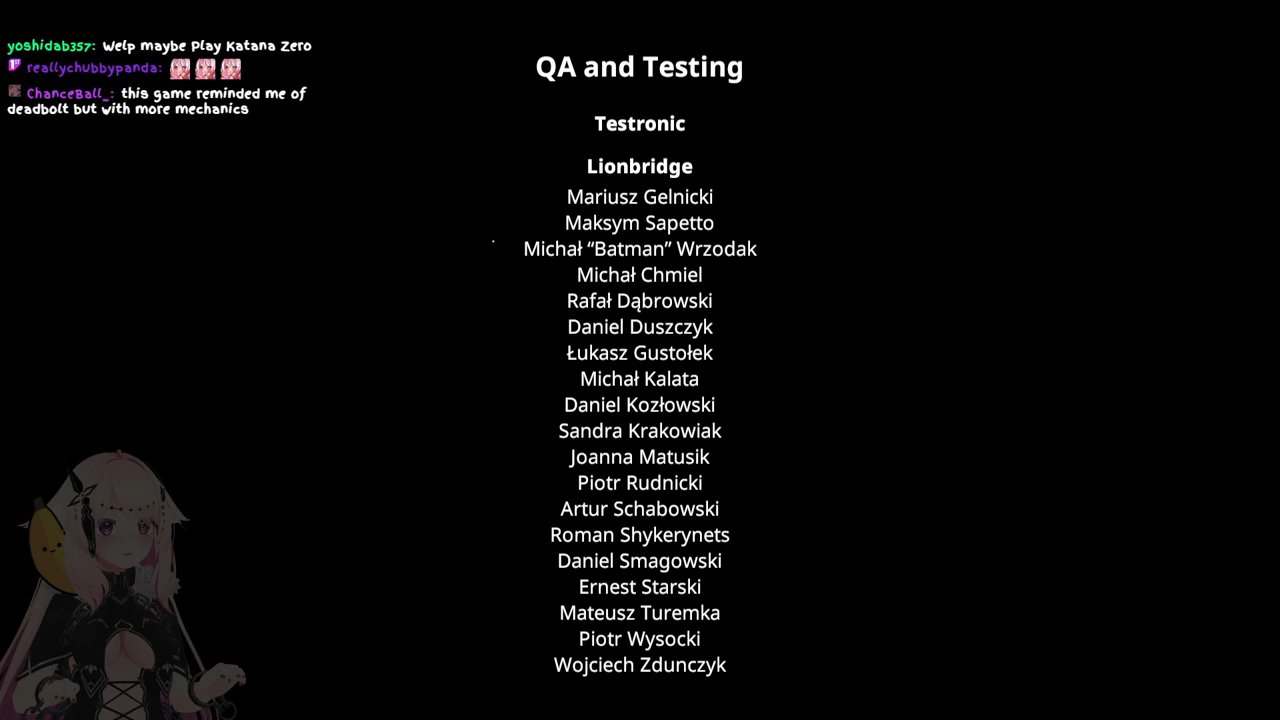 yoshidab357: Welp maybe Play Katana Zero
reallychubbypanda:
ChanceBall_: this game reminded me of
deadbolt but with more mechanics
QA and Testing
Testronic
Lionbridge
Mariusz Gelnicki
Maksym Sapetto
Michał “Batman” Wrzodak
Michał Chmiel
Rafał Dąbrowski
Daniel Duszczyk
Łukasz Gustołek
Michał Kalata
Daniel Kozłowski
Sandra Krakowiak
Joanna Matusik
Piotr Rudnicki
Artur Schabowski
Roman Shykerynets
Daniel Smagowski
Ernest Starski
Mateusz Turemka
Piotr Wysocki
Wojciech Zdunczyk